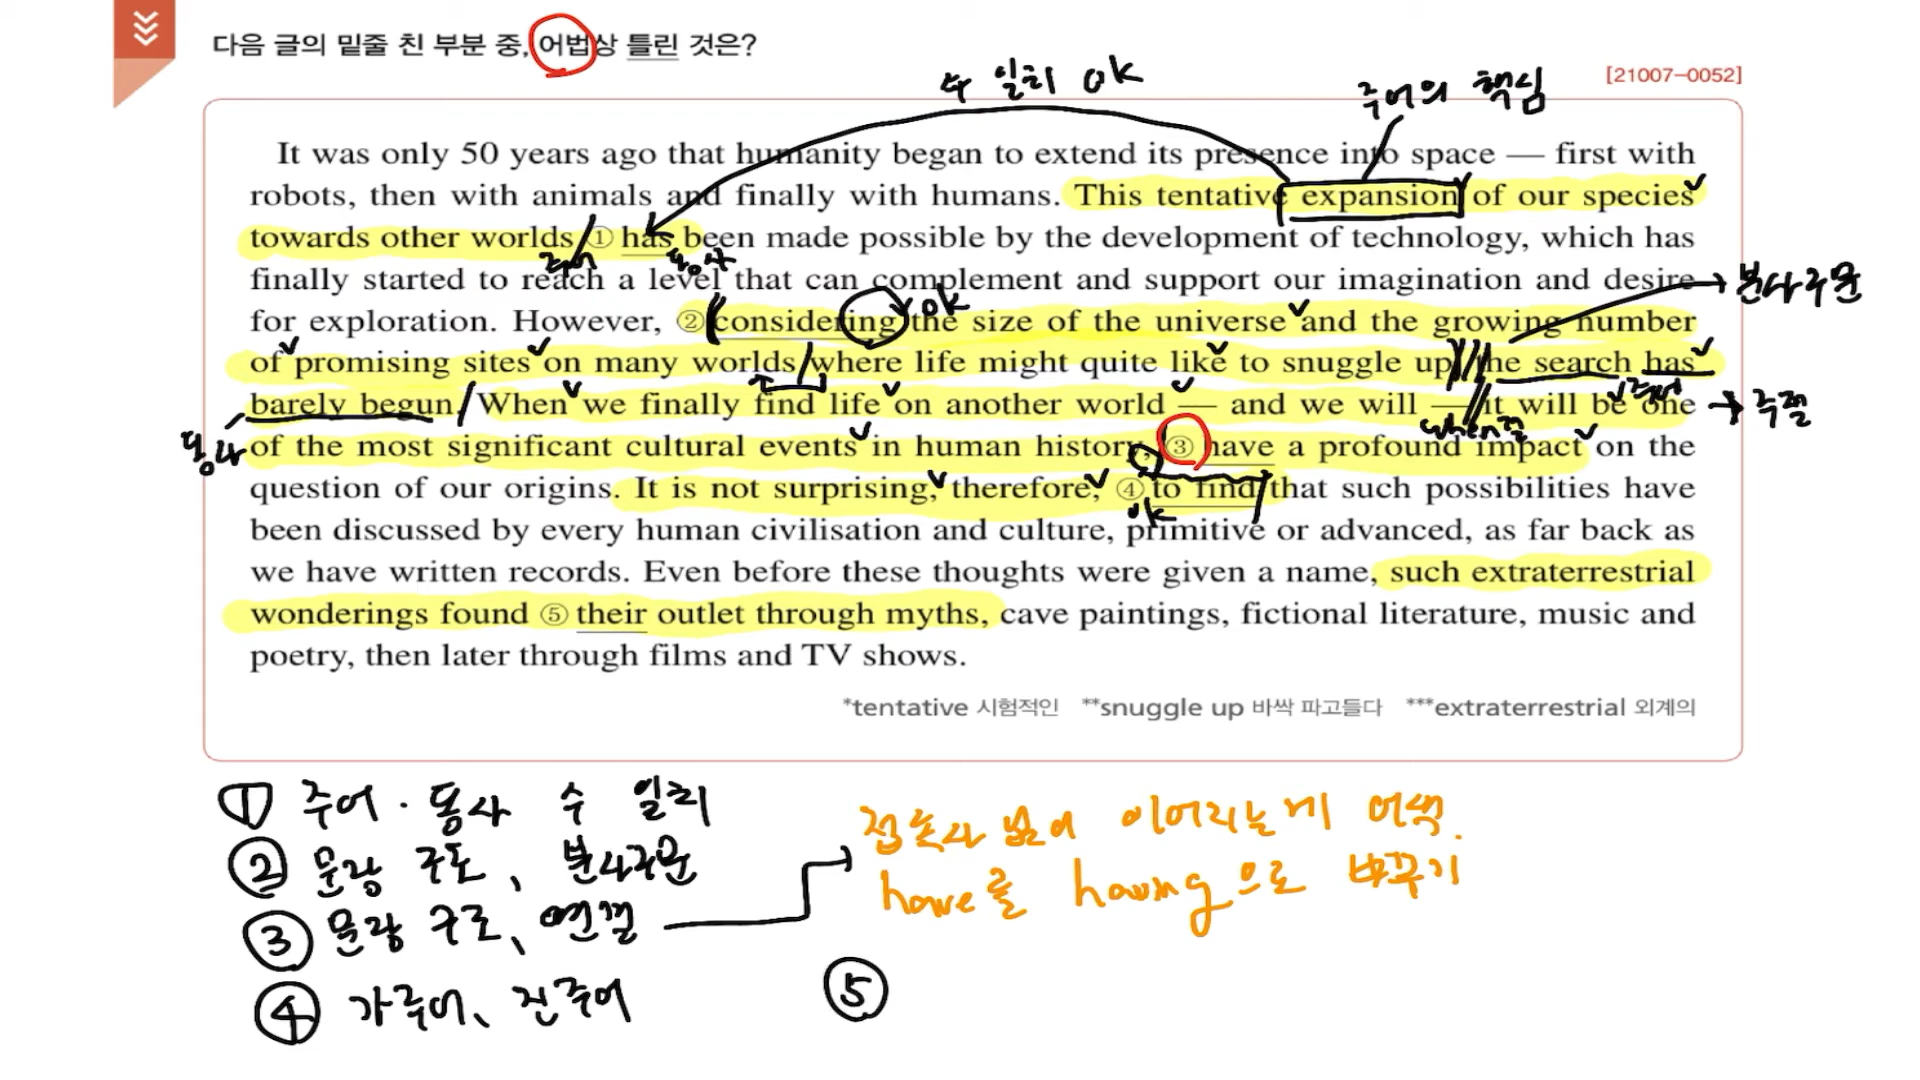 다음 글의 밑줄 친 부분 중, 어법상 틀린 것은?
[21007-0052]
수 일치 ok
주어의 핵심
It was only 50 years ago that humanity began to extend its presence into space — first with
robots, then with animals and finally with humans. This tentative expansion of our species
towards other worlds ① has been made possible by the development of technology, which has
주어 동사
finally started to reach a level that can complement and support our imagination and desire
분사구문
ok
for exploration. However, ② considering the size of the universe and the growing number
of promising sites on many worlds where life might quite like to snuggle up, the search has
주어
barely begun. When we finally find life on another world — and we will — it will be one
when절
주절
동사
of the most significant cultural events in human history, ③ have a profound impact on the
question of our origins. It is not surprising, therefore, ④ to find that such possibilities have
ok
been discussed by every human civilisation and culture, primitive or advanced, as far back as
we have written records. Even before these thoughts were given a name, such extraterrestrial
wonderings found ⑤ their outlet through myths, cave paintings, fictional literature, music and
poetry, then later through films and TV shows.
*tentative 시험적인 **snuggle up 바싹 파고들다 ***extraterrestrial 외계의
① 주어·동사 수 일치
② 문장 구조, 분사구문
③ 문장 구조, 연결
접속사 없이 이어지는게 어색.
have를 having으로 바꾸기
④ 가주어, 진주어
⑤